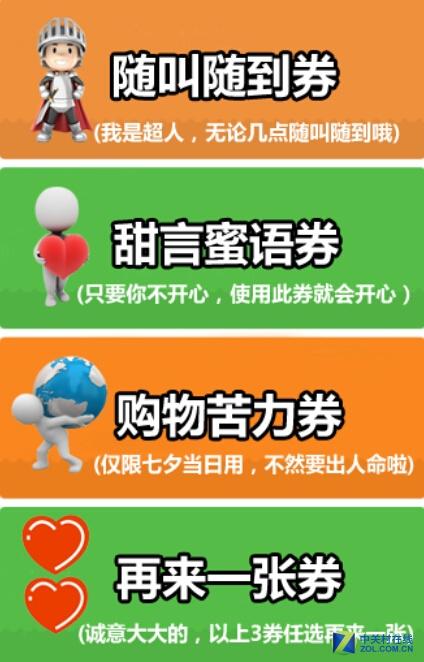 随叫随到券
(我是超人，无论几点随叫随到哦)
甜言蜜语券
(只要你不开心，使用此券就会开心）
购物苦力券
(仅限七夕当日用，不然要出人命啦)
再来一张券
(诚意大大的，以上3券任选再来一张)
中关村在线
ZOL.COM.CN